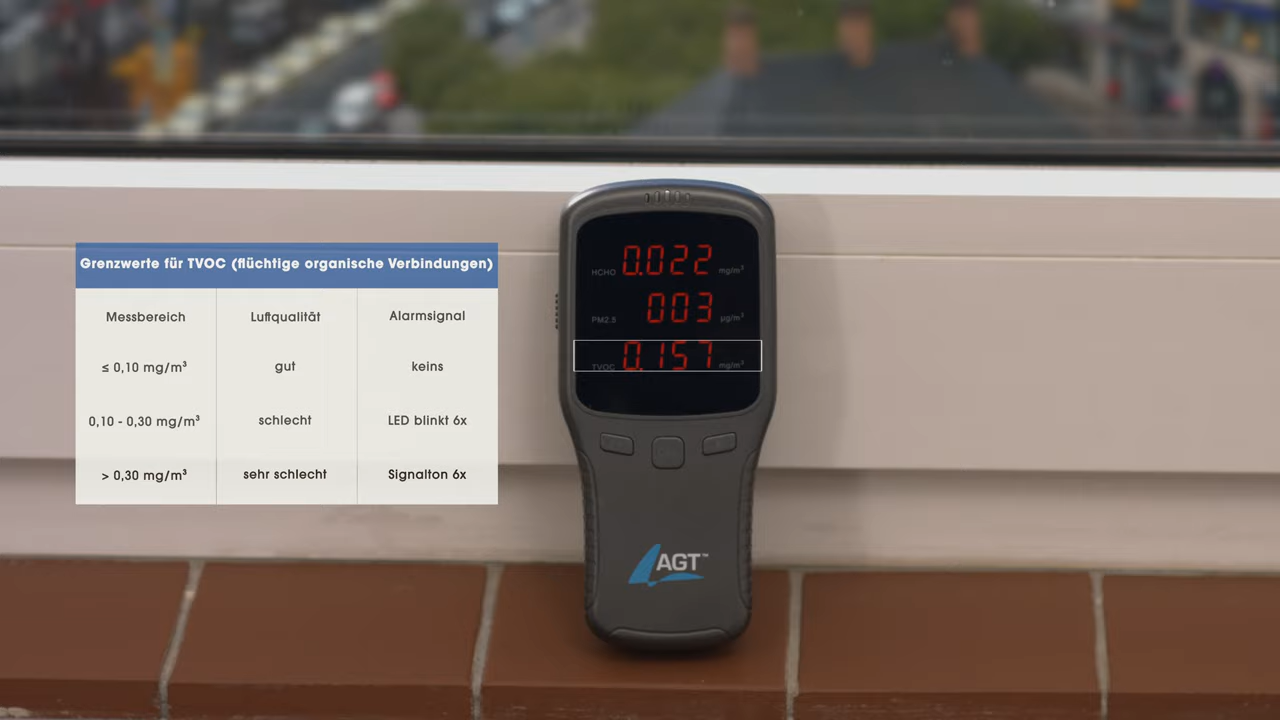 Grenzwerte für TVOC (flüchtige organische Verbindungen)
Messbereich Luftqualität Alarmsignal
≤ 0,10 mg/m³ gut keins
0,10 - 0,30 mg/m³ schlecht LED blinkt 6x
> 0,30 mg/m³ sehr schlecht Signalton 6x
HCHO 0.022 mg/m³
PM2.5 003 µg/m³
TVOC 0.157 mg/m³
AGT™